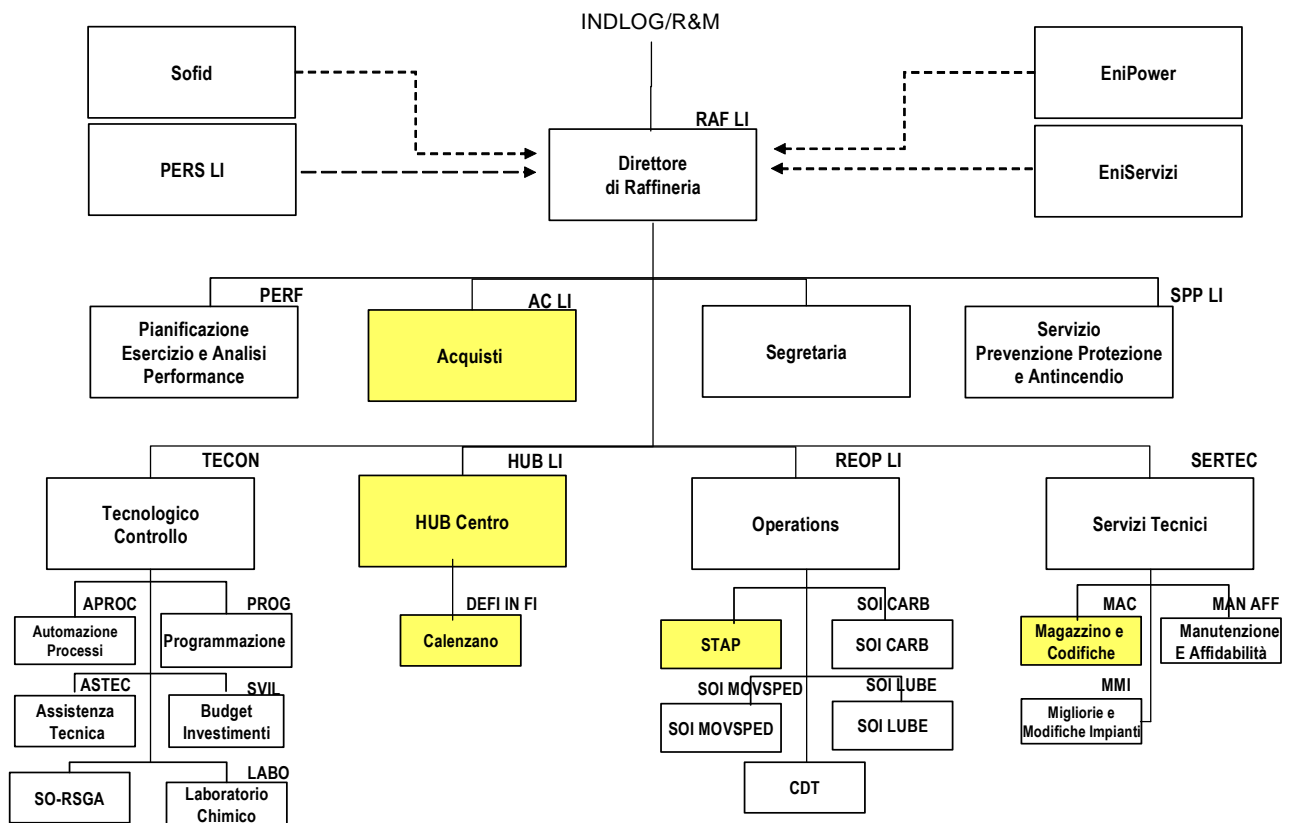 INDLOG/R&M
Sofid
EniPower
RAF LI
PERS LI
Direttore
di Raffineria
EniServizi
PERF
AC LI
SPP LI
Pianificazione
Esercizio e Analisi
Performance
Acquisti
Segretaria
Servizio
Prevenzione Protezione
e Antincendio
TECON
HUB LI
REOP LI
SERTEC
Tecnologico
Controllo
HUB Centro
Operations
Servizi Tecnici
APROC
PROG
DEFI IN FI
SOI CARB
MAC
MAN AFF
Automazione
Processi
Programmazione
Calenzano
STAP
SOI CARB
Magazzino e
Codifiche
Manutenzione
E Affidabilità
ASTEC
SVIL
SOI MOVSPED
SOI LUBE
MMI
Assistenza
Tecnica
Budget
Investimenti
SOI MOVSPED
SOI LUBE
Migliorie e
Modifiche Impianti
LABO
SO-RSGA
Laboratorio
Chimico
CDT